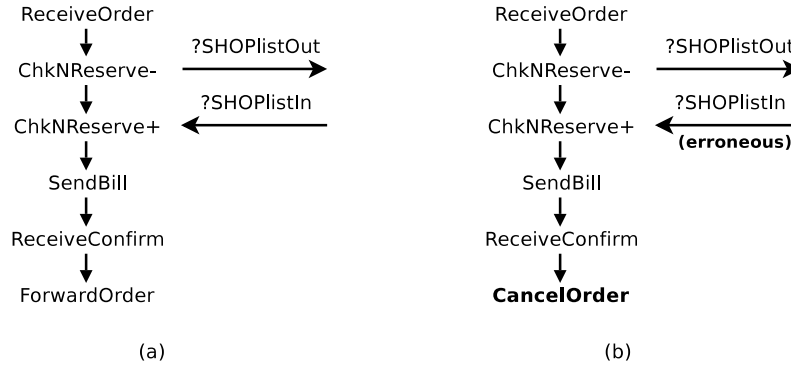 ReceiveOrder
?SHOPlistOut
ChkNReserve-
?SHOPlistIn
ChkNReserve+
SendBill
ReceiveConfirm
ForwardOrder
(a)
ReceiveOrder
?SHOPlistOut
ChkNReserve-
?SHOPlistIn
ChkNReserve+
(erroneous)
SendBill
ReceiveConfirm
CancelOrder
(b)